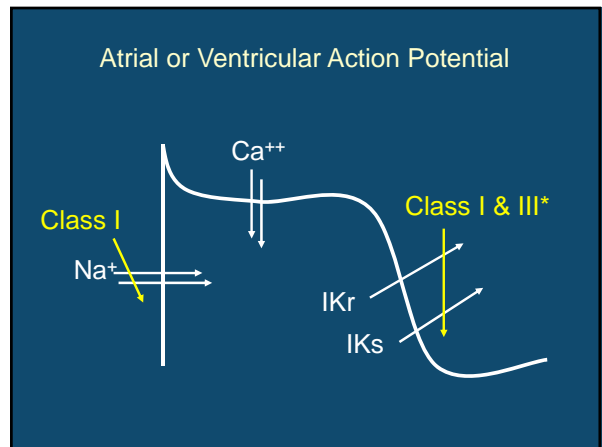 Atrial or Ventricular Action Potential
Ca⁺⁺
Class I
Class I & III*
Na⁺
IKr
IKs